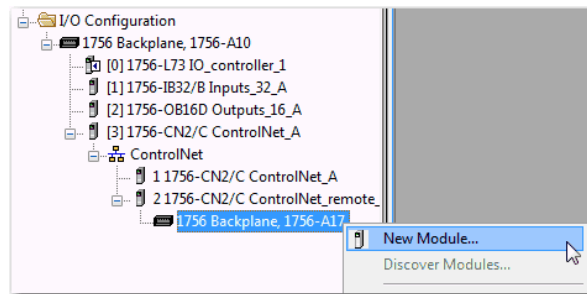 I/O Configuration
1756 Backplane, 1756-A10
[0] 1756-L73 IO_controller_1
[1] 1756-IB32/B Inputs_32_A
[2] 1756-OB16D Outputs_16_A
[3] 1756-CN2/C ControlNet_A
ControlNet
1 1756-CN2/C ControlNet_A
2 1756-CN2/C ControlNet_remote_
1756 Backplane, 1756-A17
New Module...
Discover Modules...